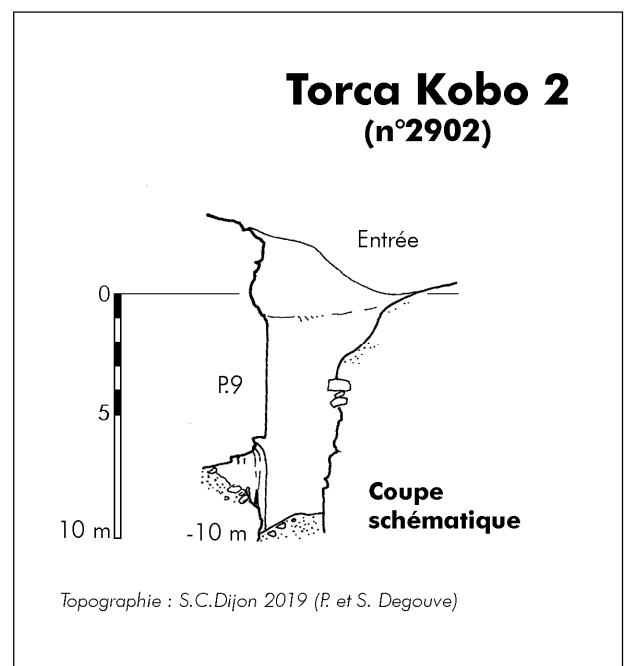 Torca Kobo 2
(n°2902)
Entrée
0
P.9
5
Coupe
schématique
10 m
-10 m
Topographie : S.C.Dijon 2019 (P. et S. Degouve)